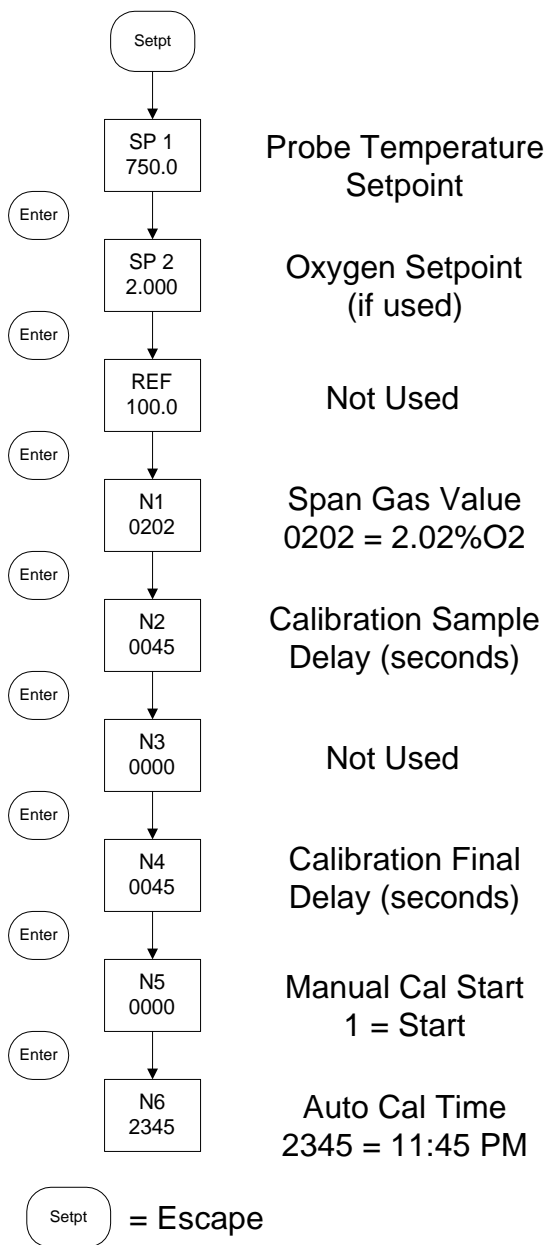 Setpt
SP 1
750.0
Probe Temperature
Setpoint
Enter
SP 2
2.000
Oxygen Setpoint
(if used)
Enter
REF
100.0
Not Used
Enter
N1
0202
Span Gas Value
0202 = 2.02%O2
Enter
N2
0045
Calibration Sample
Delay (seconds)
Enter
N3
0000
Not Used
Enter
N4
0045
Calibration Final
Delay (seconds)
Enter
N5
0000
Manual Cal Start
1 = Start
Enter
N6
2345
Auto Cal Time
2345 = 11:45 PM
Setpt = Escape